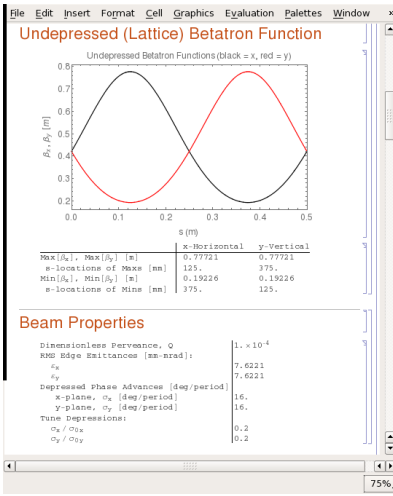 File Edit Insert Format Cell Graphics Evaluation Palettes Window »
Undepressed (Lattice) Betatron Function
Undepressed Betatron Functions (black = x, red = y)
0.8
0.7
0.6
0.5
0.4
0.3
0.2
βx , βy [m]
0.0 0.1 0.2 0.3 0.4 0.5
s (m)
x-Horizontal y-Vertical
Max[βx], Max[βy] [m] 0.77721 0.77721
s-locations of Maxs [mm] 125. 375.
Min[βx], Min[βy] [m] 0.19226 0.19226
s-locations of Mins [mm] 375. 125.
Beam Properties
Dimensionless Perveance, Q 1. × 10^-4
RMS Edge Emittances [mm-mrad]:
εx 7.6221
εy 7.6221
Depressed Phase Advances [deg/period]
x-plane, σx [deg/period] 16.
y-plane, σy [deg/period] 16.
Tune Depressions:
σx / σ0x 0.2
σy / σ0y 0.2
75%